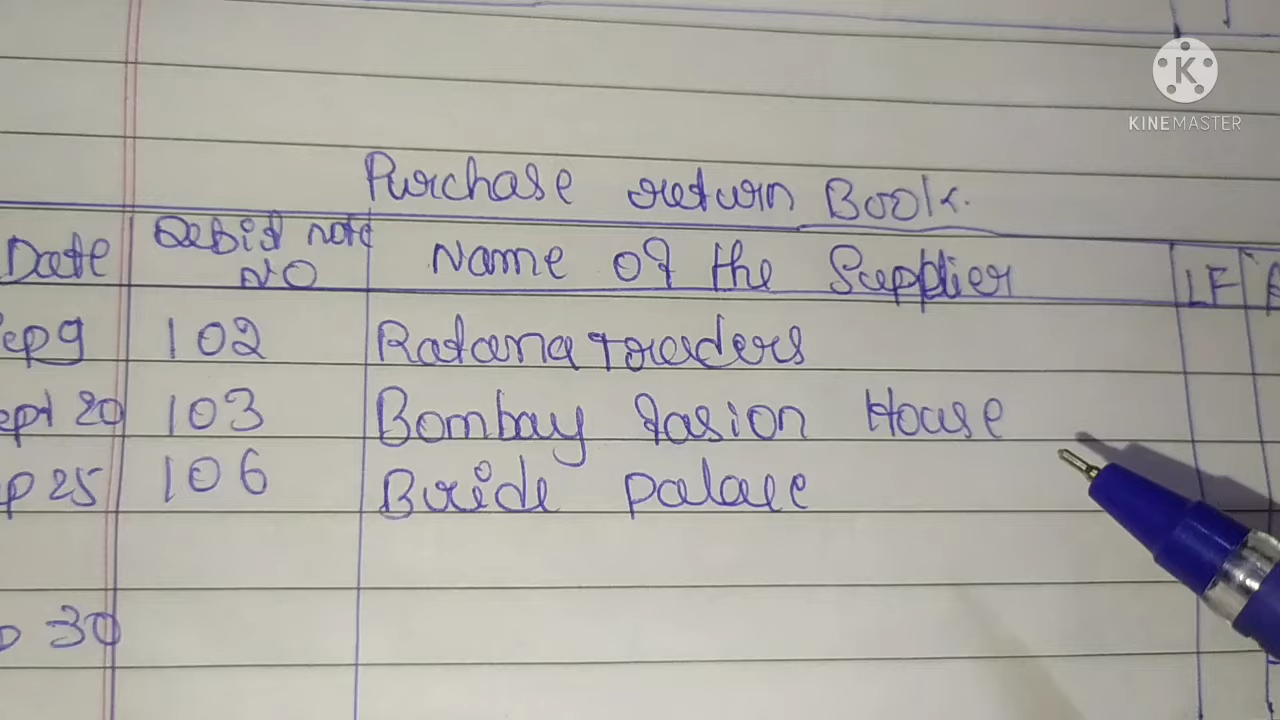 KINEMASTER
Purchase return Book.
Date Debit note NO Name of the Supplier LF
ep 9 102 Ratana traders
ept 20 103 Bombay fasion House
p 25 106 Bride palace
30